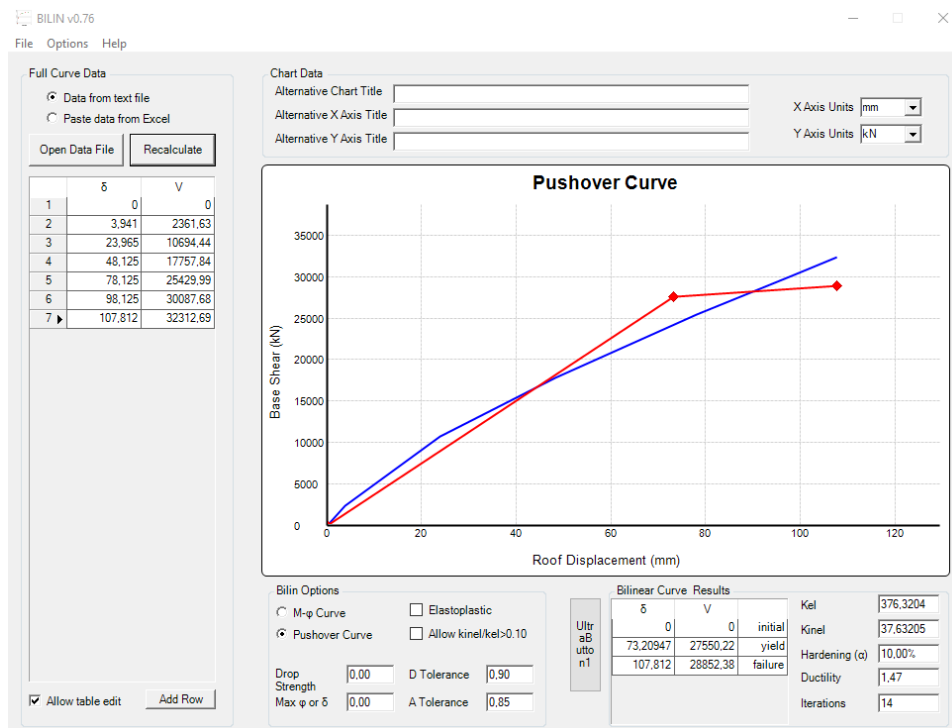 BILIN v0.76
File Options Help
Full Curve Data
Data from text file
Paste data from Excel
Open Data File Recalculate
δ V
1 0 0
2 3,941 2361,63
3 23,965 10694,44
4 48,125 17757,84
5 78,125 25429,99
6 98,125 30087,68
7 107,812 32312,69
Allow table edit Add Row
Chart Data
Alternative Chart Title
Alternative X Axis Title
Alternative Y Axis Title
X Axis Units mm
Y Axis Units kN
Pushover Curve
35000
30000
25000
20000
15000
10000
5000
0
Base Shear (kN)
0 20 40 60 80 100 120
Roof Displacement (mm)
Bilin Options
M-φ Curve
Pushover Curve
Elastoplastic
Allow kinel/kel>0.10
Drop Strength 0,00
Max φ or δ 0,00
D Tolerance 0,90
A Tolerance 0,85
Ultr
aB
utto
n1
Bilinear Curve Results
δ V
0 0 initial
73,20947 27550,22 yield
107,812 28852,38 failure
Kel 376,3204
Kinel 37,63205
Hardening (α) 10,00%
Ductility 1,47
Iterations 14